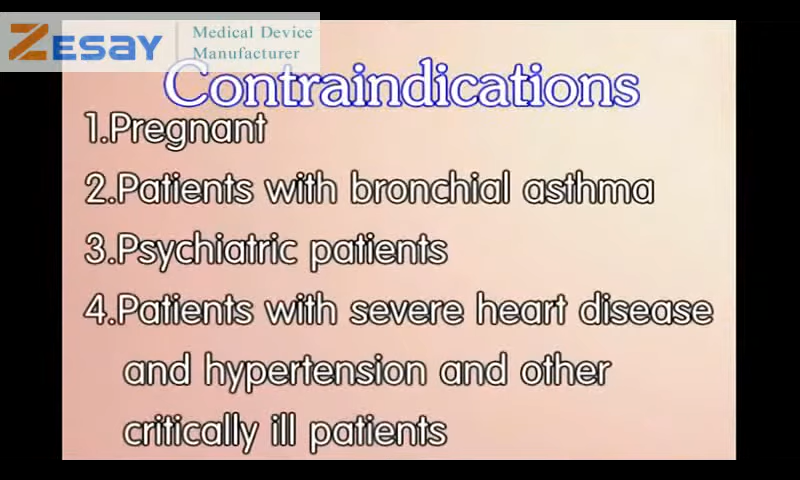 ZESAY
Medical Device
Manufacturer
Contraindications
1.Pregnant
2.Patients with bronchial asthma
3.Psychiatric patients
4.Patients with severe heart disease
and hypertension and other
critically ill patients